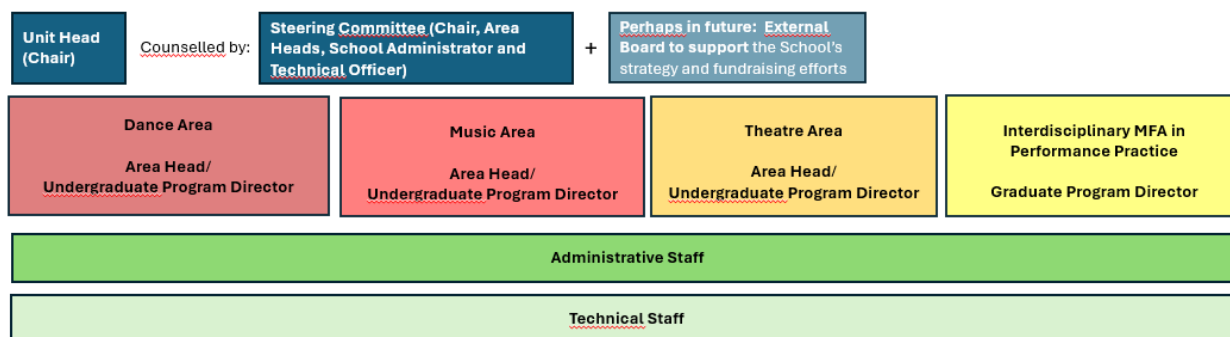 Unit Head
(Chair)
Counselled by:
Steering Committee (Chair, Area
Heads, School Administrator and
Technical Officer)
+
Perhaps in future: External
Board to support the School's
strategy and fundraising efforts
Dance Area
Area Head/
Undergraduate Program Director
Music Area
Area Head/
Undergraduate Program Director
Theatre Area
Area Head/
Undergraduate Program Director
Interdisciplinary MFA in
Performance Practice
Graduate Program Director
Administrative Staff
Technical Staff